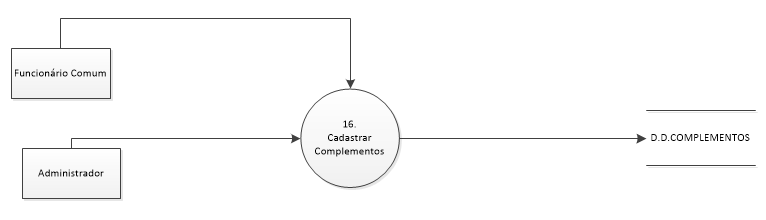 Funcionário Comum
16.
Cadastrar
Complementos
D.D.COMPLEMENTOS
Administrador